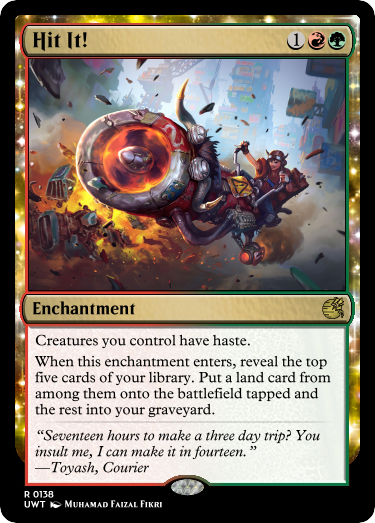 Hit It!
1
Enchantment
Creatures you control have haste.
When this enchantment enters, reveal the top
five cards of your library. Put a land card from
among them onto the battlefield tapped and
the rest into your graveyard.
“Seventeen hours to make a three day trip? You
insult me, I can make it in fourteen.”
—Toyash, Courier
R 0138
UWT Muhamad Faizal Fikri